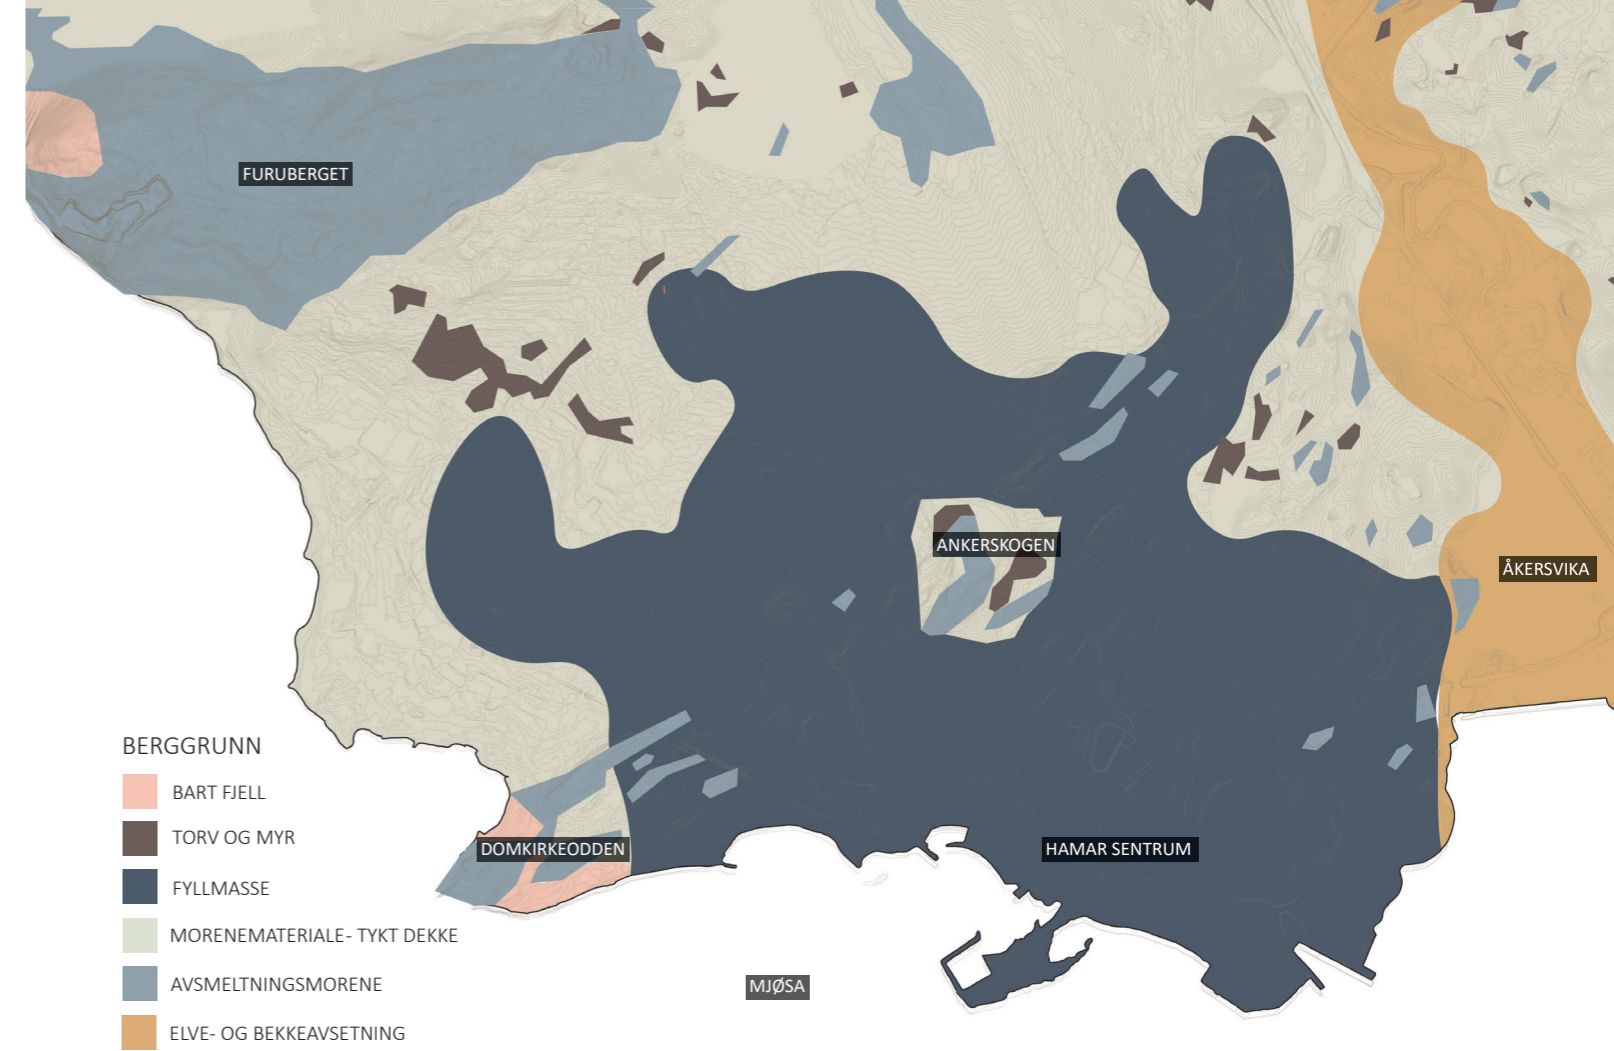 FURUBERGET
ANKERSKOGEN
ÅKERSVIKA
DOMKIRKEODDEN
HAMAR SENTRUM
MJØSA
BERGGRUNN
BART FJELL
TORV OG MYR
FYLLMASSE
MORENEMATERIALE- TYKT DEKKE
AVSMELTNINGSMORENE
ELVE- OG BEKKEAVSETNING